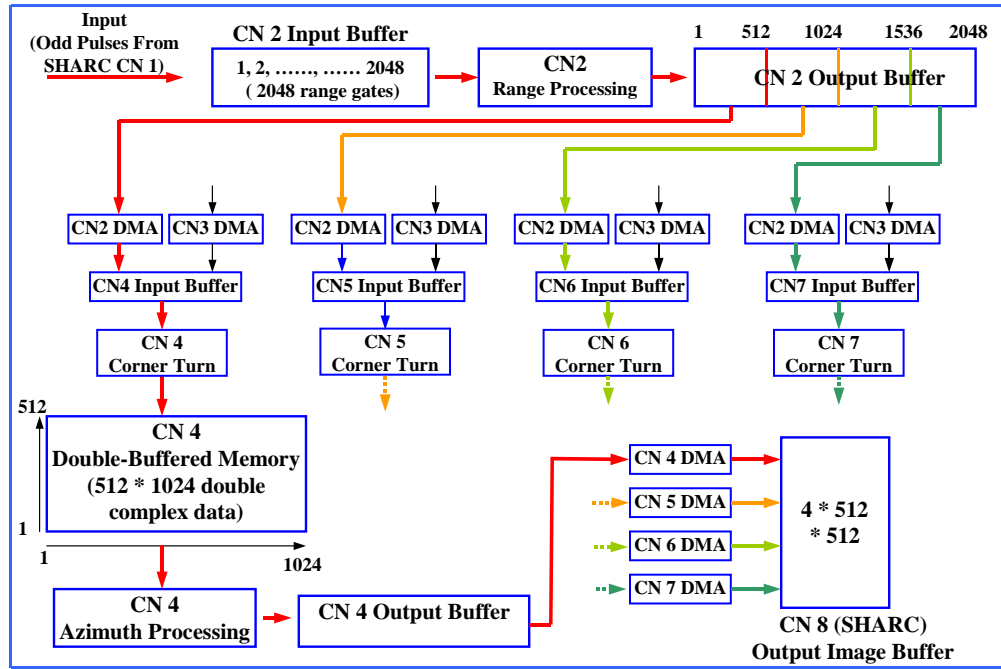 Input
(Odd Pulses From
SHARC CN 1)
CN 2 Input Buffer
1, 2, ……, …… 2048
( 2048 range gates)
CN2
Range Processing
1 512 1024 1536 2048
CN 2 Output Buffer
CN2 DMA CN3 DMA CN2 DMA CN3 DMA CN2 DMA CN3 DMA CN2 DMA CN3 DMA
CN4 Input Buffer CN5 Input Buffer CN6 Input Buffer CN7 Input Buffer
CN 4
Corner Turn
CN 5
Corner Turn
CN 6
Corner Turn
CN 7
Corner Turn
512
CN 4
Double-Buffered Memory
(512 * 1024 double
complex data)
1
1
1024
CN 4
Azimuth Processing
CN 4 Output Buffer
CN 4 DMA
CN 5 DMA
CN 6 DMA
CN 7 DMA
4 * 512
* 512
CN 8 (SHARC)
Output Image Buffer